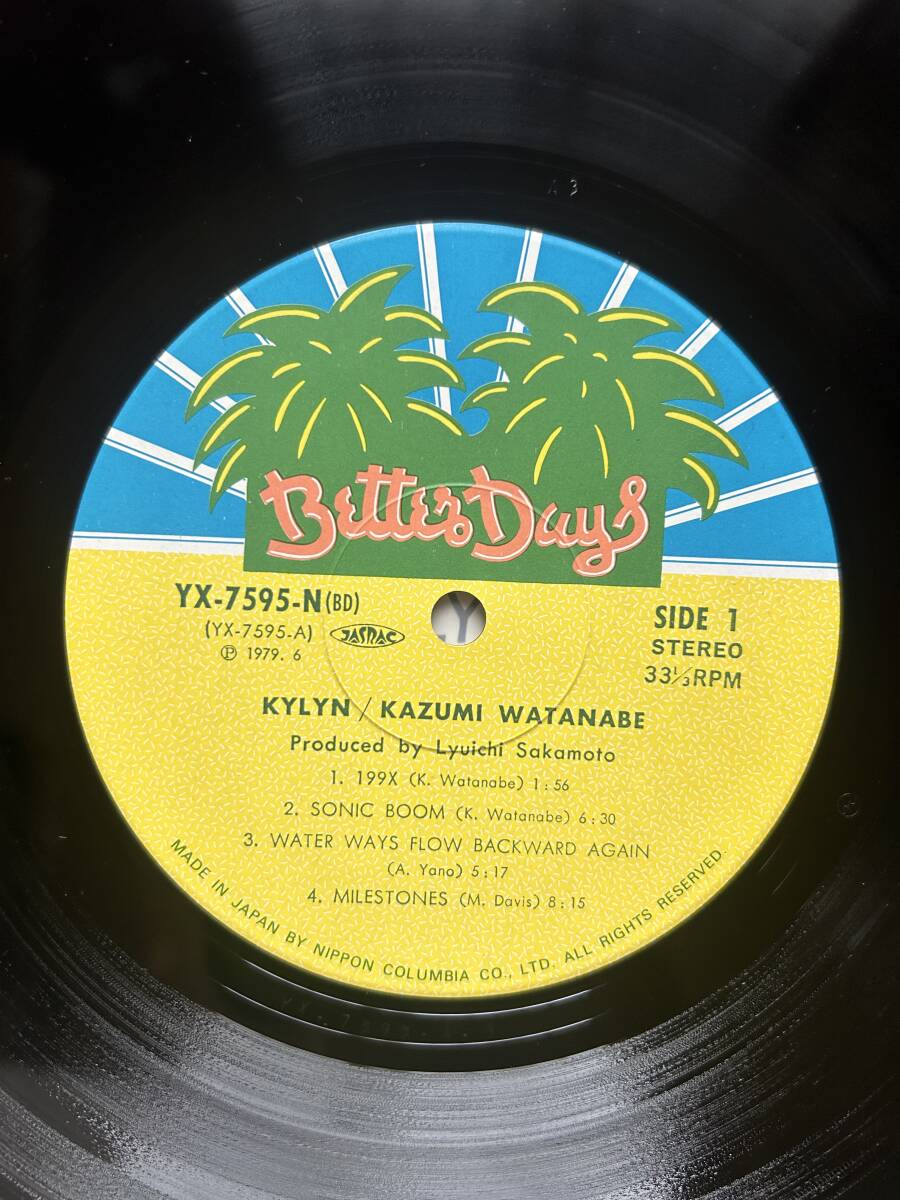 A 3
Better Days
YX-7595-N(BD)
(YX-7595-A)
Ⓟ 1979. 6
JASRAC
SIDE 1
STEREO
33⅓RPM
KYLYN / KAZUMI WATANABE
Produced by Lyuichi Sakamoto
1. 199X (K. Watanabe) 1:56
2. SONIC BOOM (K. Watanabe) 6:30
3. WATER WAYS FLOW BACKWARD AGAIN
(A. Yano) 5:17
4. MILESTONES (M. Davis) 8:15
MADE IN JAPAN BY NIPPON COLUMBIA CO., LTD. ALL RIGHTS RESERVED.